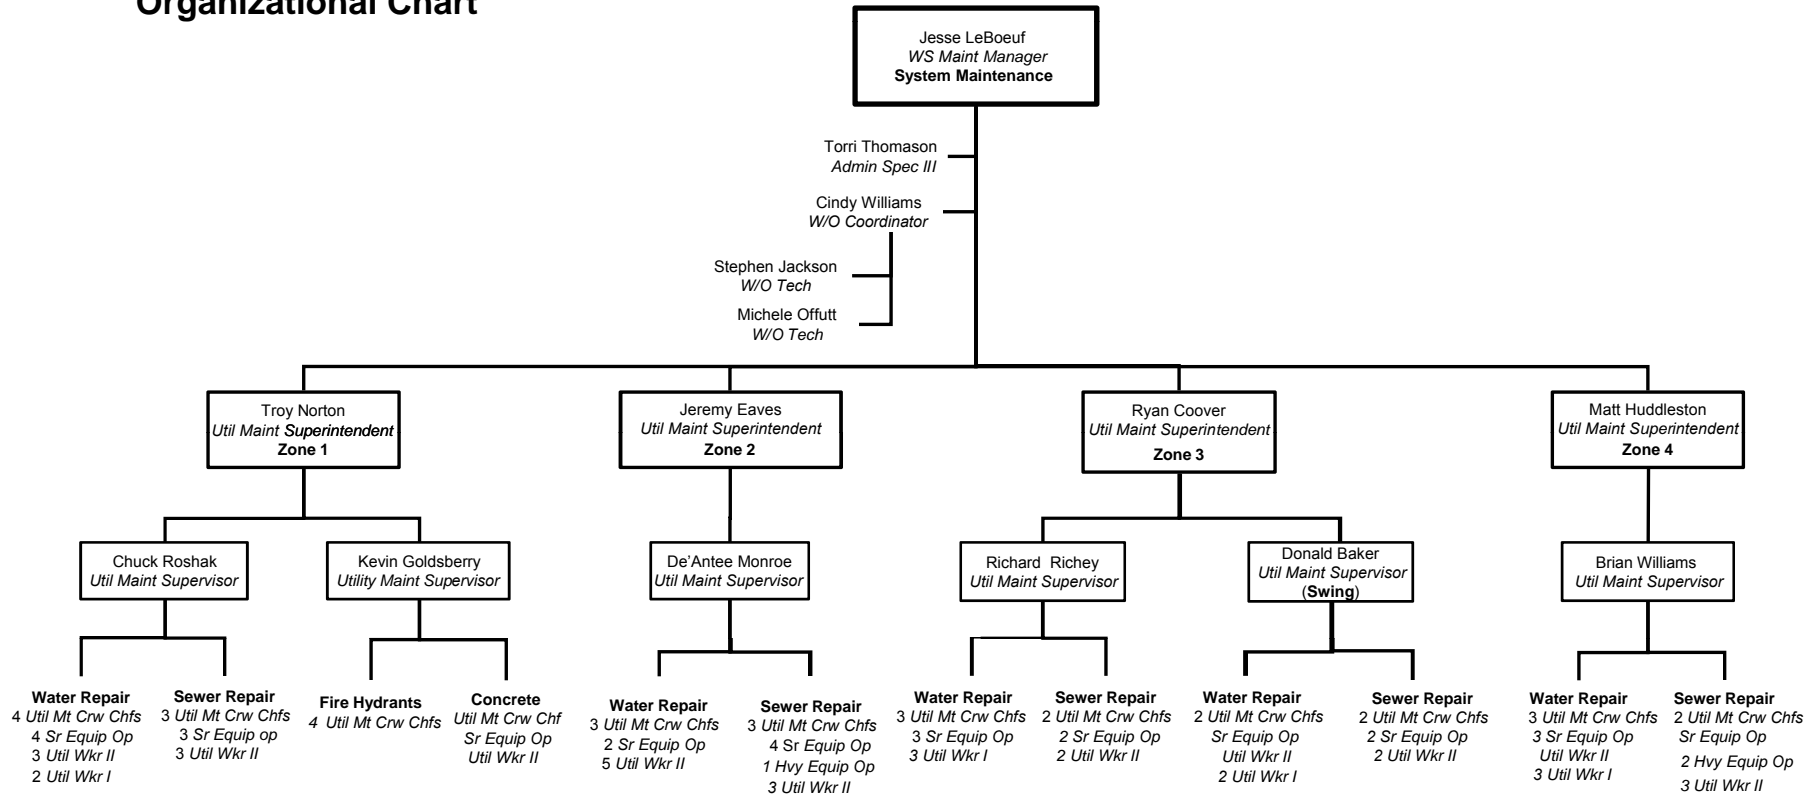 Organizational Chart
Jesse LeBoeuf
WS Maint Manager
System Maintenance
Torri Thomason
Admin Spec III
Cindy Williams
W/O Coordinator
Stephen Jackson
W/O Tech
Michele Offutt
W/O Tech
Troy Norton
Util Maint Superintendent
Zone 1
Jeremy Eaves
Util Maint Superintendent
Zone 2
Ryan Coover
Util Maint Superintendent
Zone 3
Matt Huddleston
Util Maint Superintendent
Zone 4
Chuck Roshak
Util Maint Supervisor
Kevin Goldsberry
Utility Maint Supervisor
De'Antee Monroe
Util Maint Supervisor
Richard  Richey
Util Maint Supervisor
Donald Baker
Util Maint Supervisor
(Swing)
Brian Williams
Util Maint Supervisor
Water Repair
4 Util Mt Crw Chfs
4 Sr Equip Op
3 Util Wkr II
2 Util Wkr I
Sewer Repair
3 Util Mt Crw Chfs
3 Sr Equip op
3 Util Wkr II
Fire Hydrants
4 Util Mt Crw Chfs
Concrete
Util Mt Crw Chf
Sr Equip Op
Util Wkr II
Water Repair
3 Util Mt Crw Chfs
2 Sr Equip Op
5 Util Wkr II
Sewer Repair
3 Util Mt Crw Chfs
4 Sr Equip Op
1 Hvy Equip Op
3 Util Wkr II
Water Repair
3 Util Mt Crw Chfs
3 Sr Equip Op
3 Util Wkr I
Sewer Repair
2 Util Mt Crw Chfs
2 Sr Equip Op
2 Util Wkr II
Water Repair
2 Util Mt Crw Chfs
Sr Equip Op
Util Wkr II
2 Util Wkr I
Sewer Repair
2 Util Mt Crw Chfs
2 Sr Equip Op
2 Util Wkr II
Water Repair
3 Util Mt Crw Chfs
3 Sr Equip Op
Util Wkr II
3 Util Wkr I
Sewer Repair
2 Util Mt Crw Chfs
Sr Equip Op
2 Hvy Equip Op
3 Util Wkr II